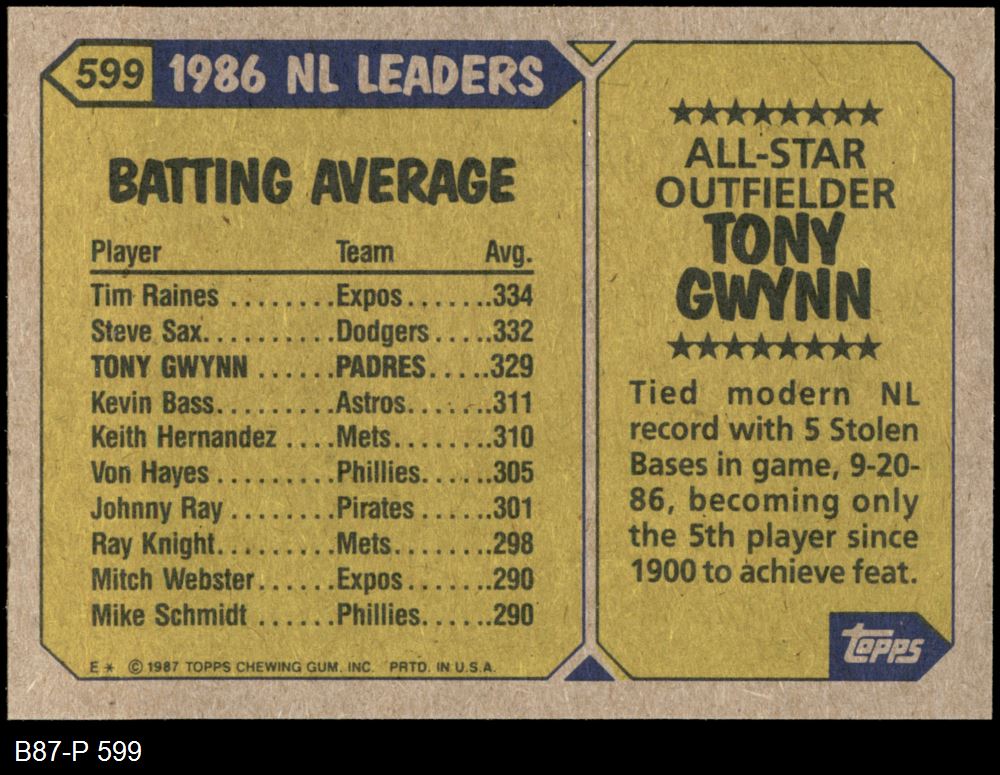 599 1986 NL LEADERS
BATTING AVERAGE
Player Team Avg.
Tim Raines ........Expos.......334
Steve Sax..........Dodgers.....332
TONY GWYNN ......PADRES.....329
Kevin Bass.........Astros.......311
Keith Hernandez ....Mets........310
Von Hayes .........Phillies......305
Johnny Ray ........Pirates ......301
Ray Knight.........Mets........298
Mitch Webster......Expos.......290
Mike Schmidt ......Phillies......290
E * © 1987 TOPPS CHEWING GUM, INC. PRTD. IN U.S.A.
★★★★★★★★
ALL-STAR
OUTFIELDER
TONY
GWYNN
★★★★★★★★
Tied modern NL
record with 5 Stolen
Bases in game, 9-20-
86, becoming only
the 5th player since
1900 to achieve feat.
topps
B87-P 599